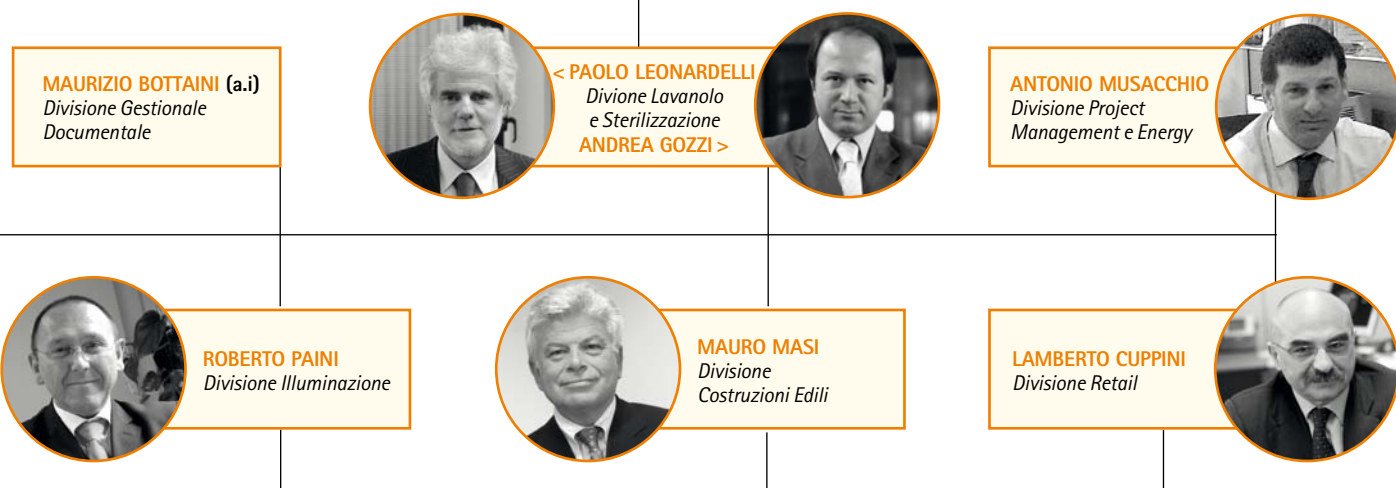 MAURIZIO BOTTAINI (a.i)
Divisione Gestionale
Documentale
< PAOLO LEONARDELLI
Divione Lavanolo
e Sterilizzazione
ANDREA GOZZI >
ANTONIO MUSACCHIO
Divisione Project
Management e Energy
ROBERTO PAINI
Divisione Illuminazione
MAURO MASI
Divisione
Costruzioni Edili
LAMBERTO CUPPINI
Divisione Retail